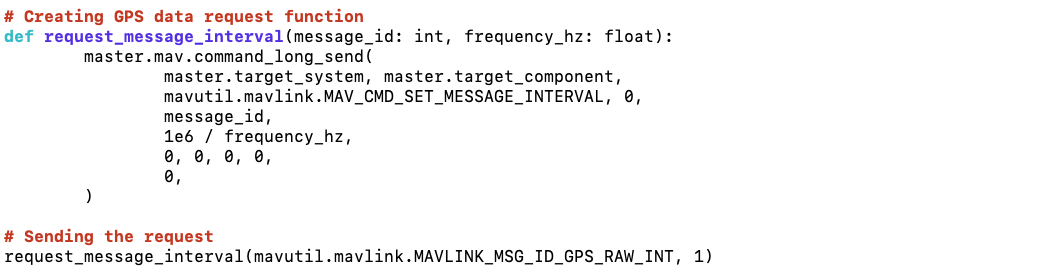 # Creating GPS data request function
def request_message_interval(message_id: int, frequency_hz: float):
        master.mav.command_long_send(
                master.target_system, master.target_component,
                mavutil.mavlink.MAV_CMD_SET_MESSAGE_INTERVAL, 0,
                message_id,
                1e6 / frequency_hz,
                0, 0, 0, 0,
                0,
        )

# Sending the request
request_message_interval(mavutil.mavlink.MAVLINK_MSG_ID_GPS_RAW_INT, 1)